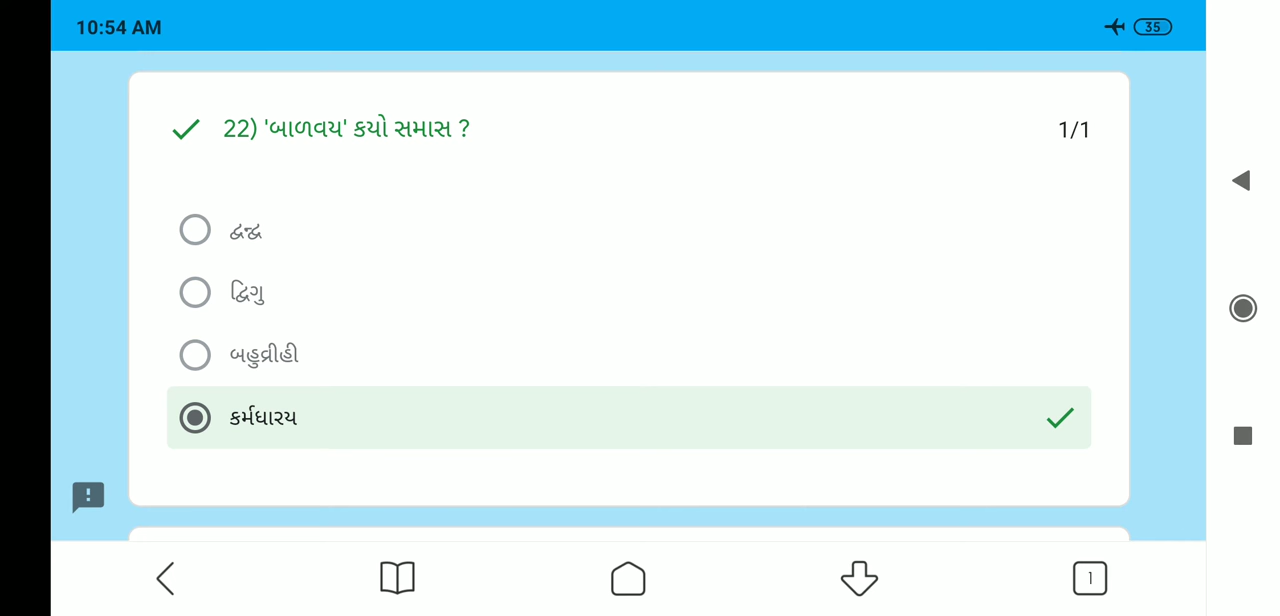 10:54 AM
35
22) 'બાળવય' કયો સમાસ ?
1/1
દ્વન્દ્વ
દ્વિગુ
બહુવ્રીહી
કર્મધારય
1